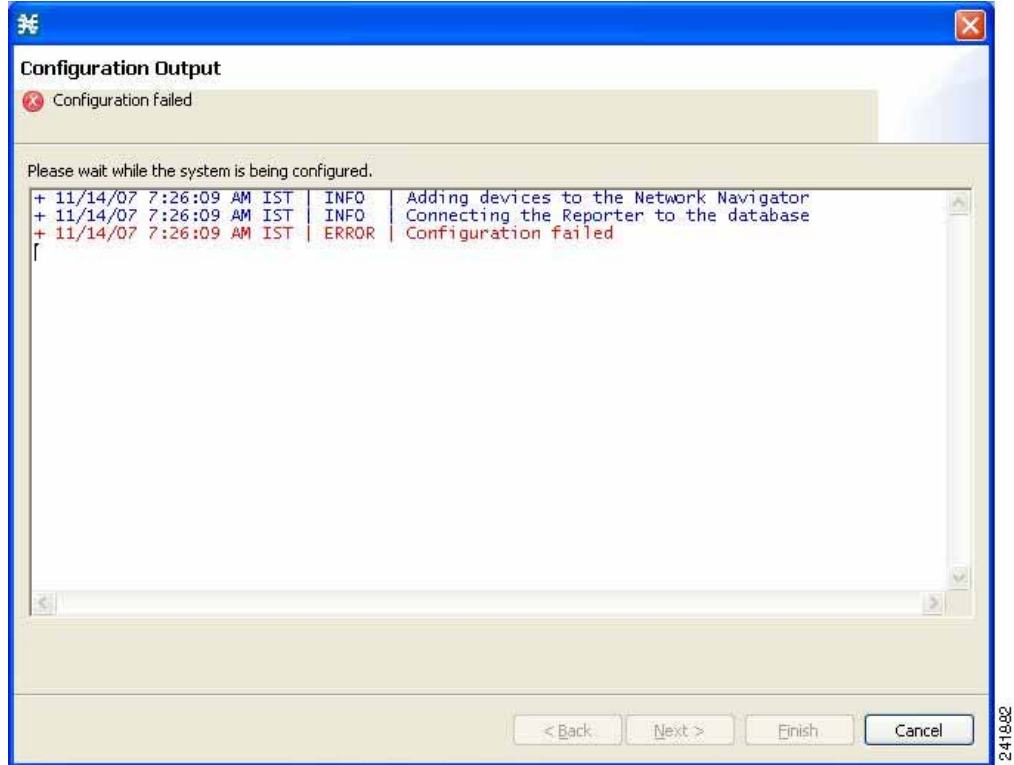 Configuration Output
Configuration failed
Please wait while the system is being configured.
+ 11/14/07 7:26:09 AM IST | INFO | Adding devices to the Network Navigator
+ 11/14/07 7:26:09 AM IST | INFO | Connecting the Reporter to the database
+ 11/14/07 7:26:09 AM IST | ERROR | Configuration failed
< Back Next > Finish Cancel
241882